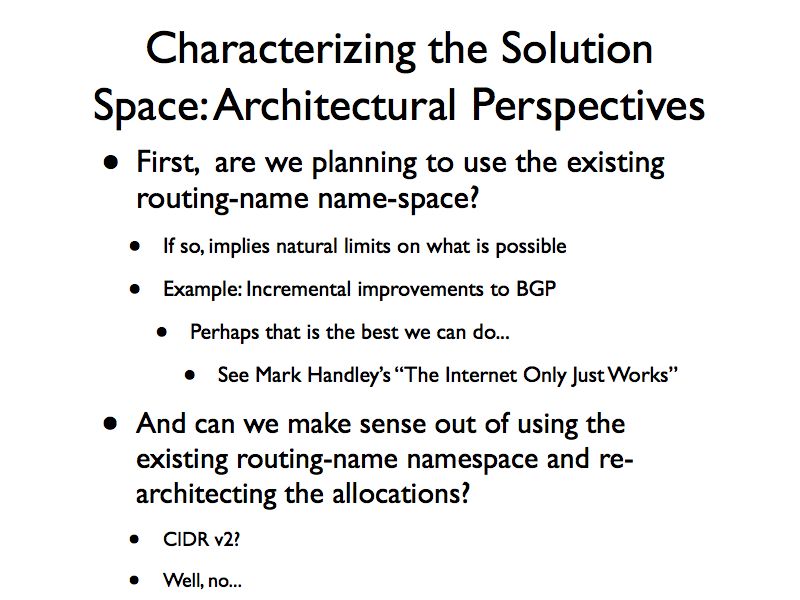 Characterizing the Solution
Space: Architectural Perspectives
• First,  are we planning to use the existing
routing-name name-space?
• If so, implies natural limits on what is possible
• Example: Incremental improvements to BGP
• Perhaps that is the best we can do...
• See Mark Handley’s “The Internet Only Just Works”
• And can we make sense out of using the
existing routing-name namespace and re-
architecting the allocations?
• CIDR v2?
• Well, no...